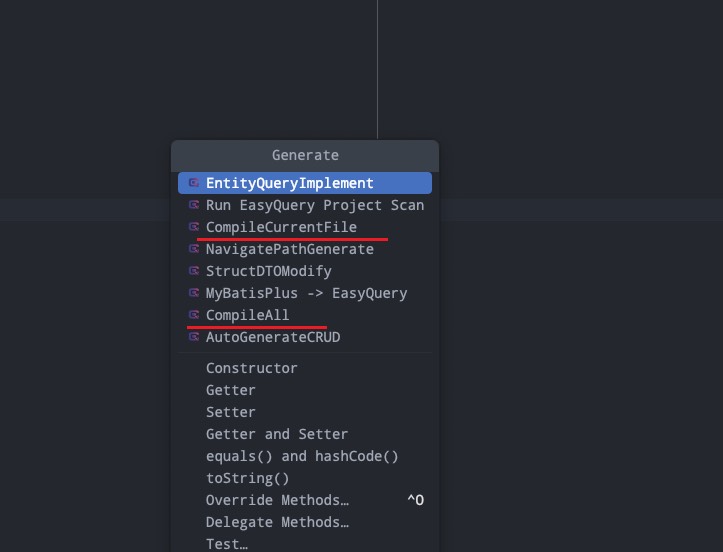 Generate
EntityQueryImplement
Run EasyQuery Project Scan
CompileCurrentFile
NavigatePathGenerate
StructDTOModify
MyBatisPlus -> EasyQuery
CompileAll
AutoGenerateCRUD
Constructor
Getter
Setter
Getter and Setter
equals() and hashCode()
toString()
Override Methods… ^O
Delegate Methods…
Test…